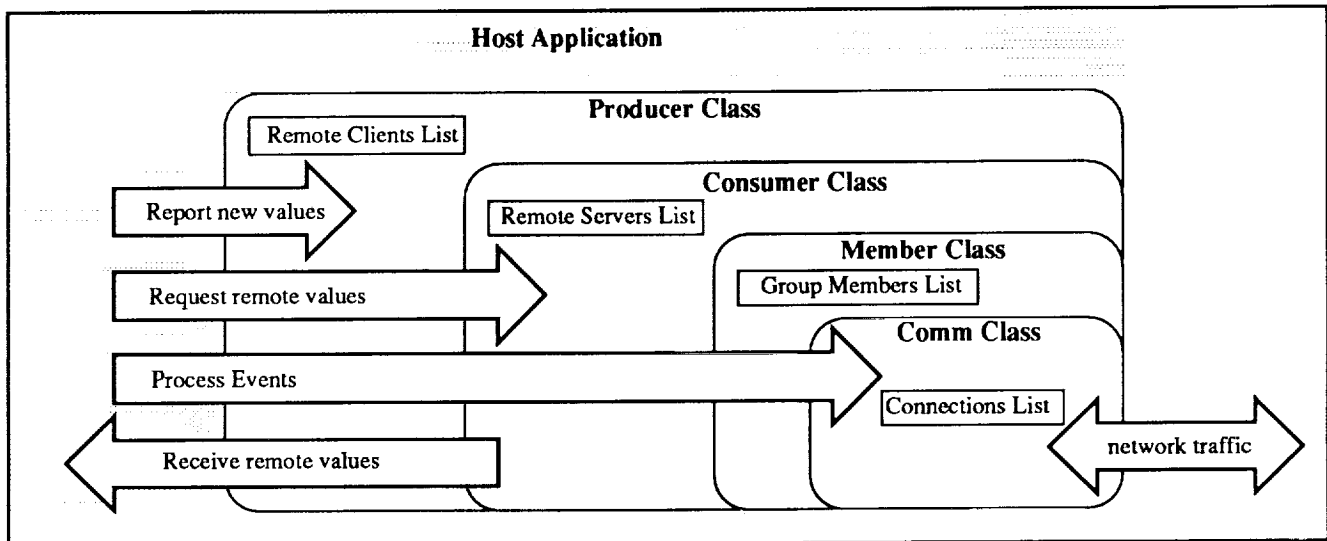 Host Application
Producer Class
Remote Clients List
Consumer Class
Report new values
Remote Servers List
Member Class
Request remote values
Group Members List
Comm Class
Process Events
Connections List
Receive remote values
network traffic